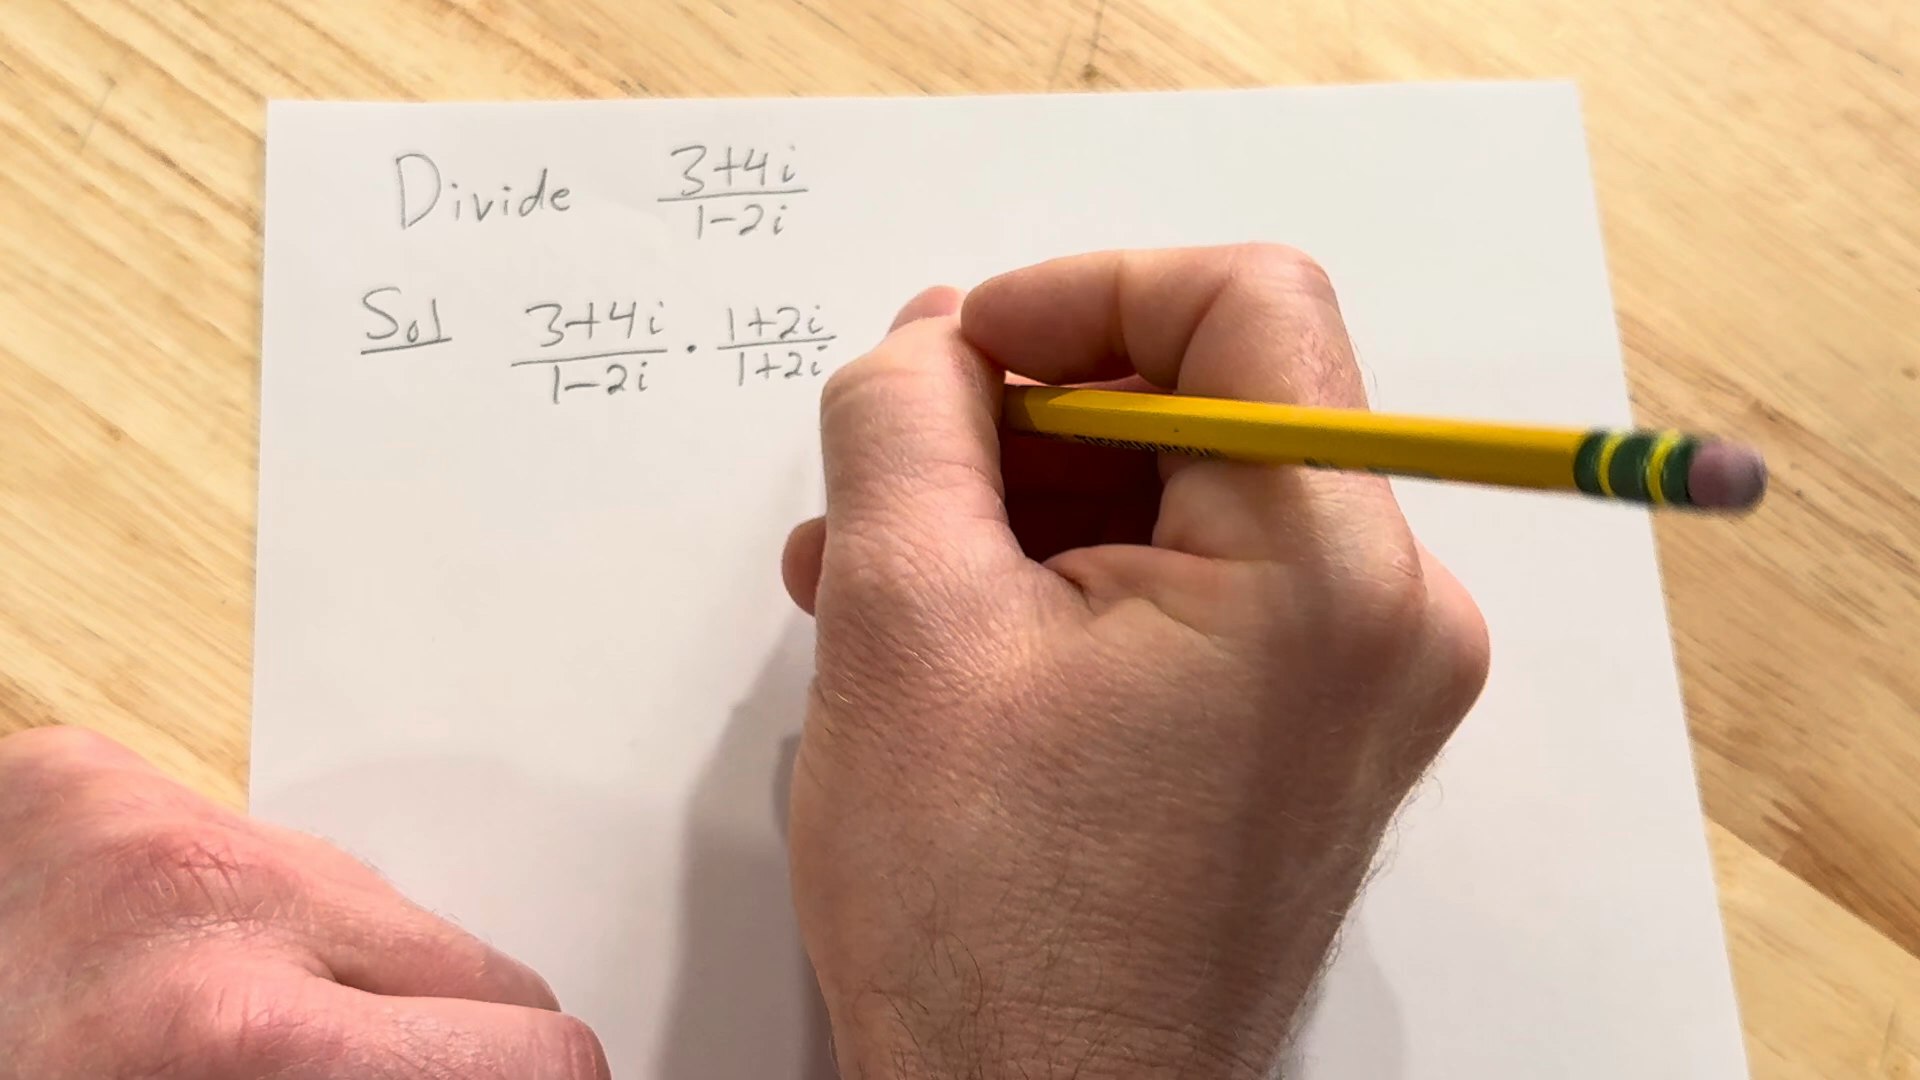 Divide (3+4i)/(1-2i)
Sol (3+4i)/(1-2i) · (1+2i)/(1+2i)